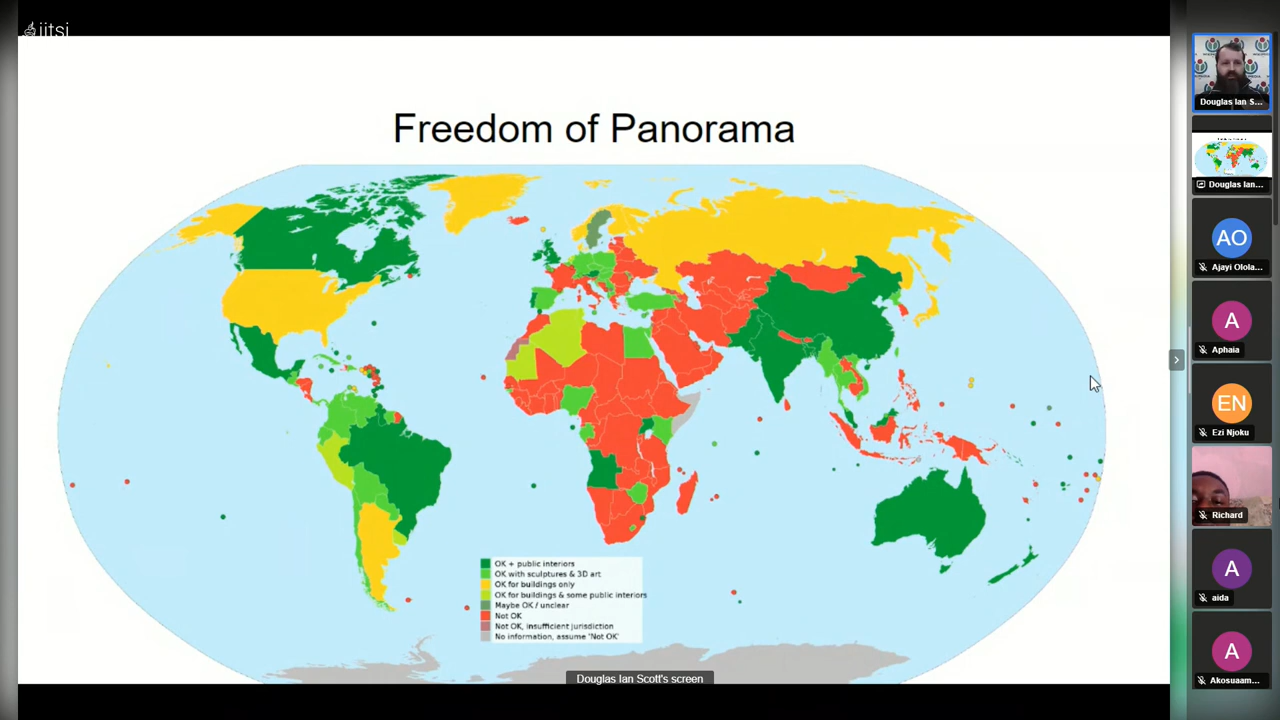 jitsi
Freedom of Panorama
OK + public interiors
OK with sculptures & 3D art
OK for buildings only
OK for buildings & some public interiors
Maybe OK / unclear
Not OK
Not OK, insufficient jurisdiction
No information, assume 'Not OK'
Douglas Ian Scott's screen
Douglas Ian S...
Douglas Ian...
AO
Ajayi Olola...
A
Aphaia
EN
Ezi Njoku
Richard
A
aida
A
Akosuaam...